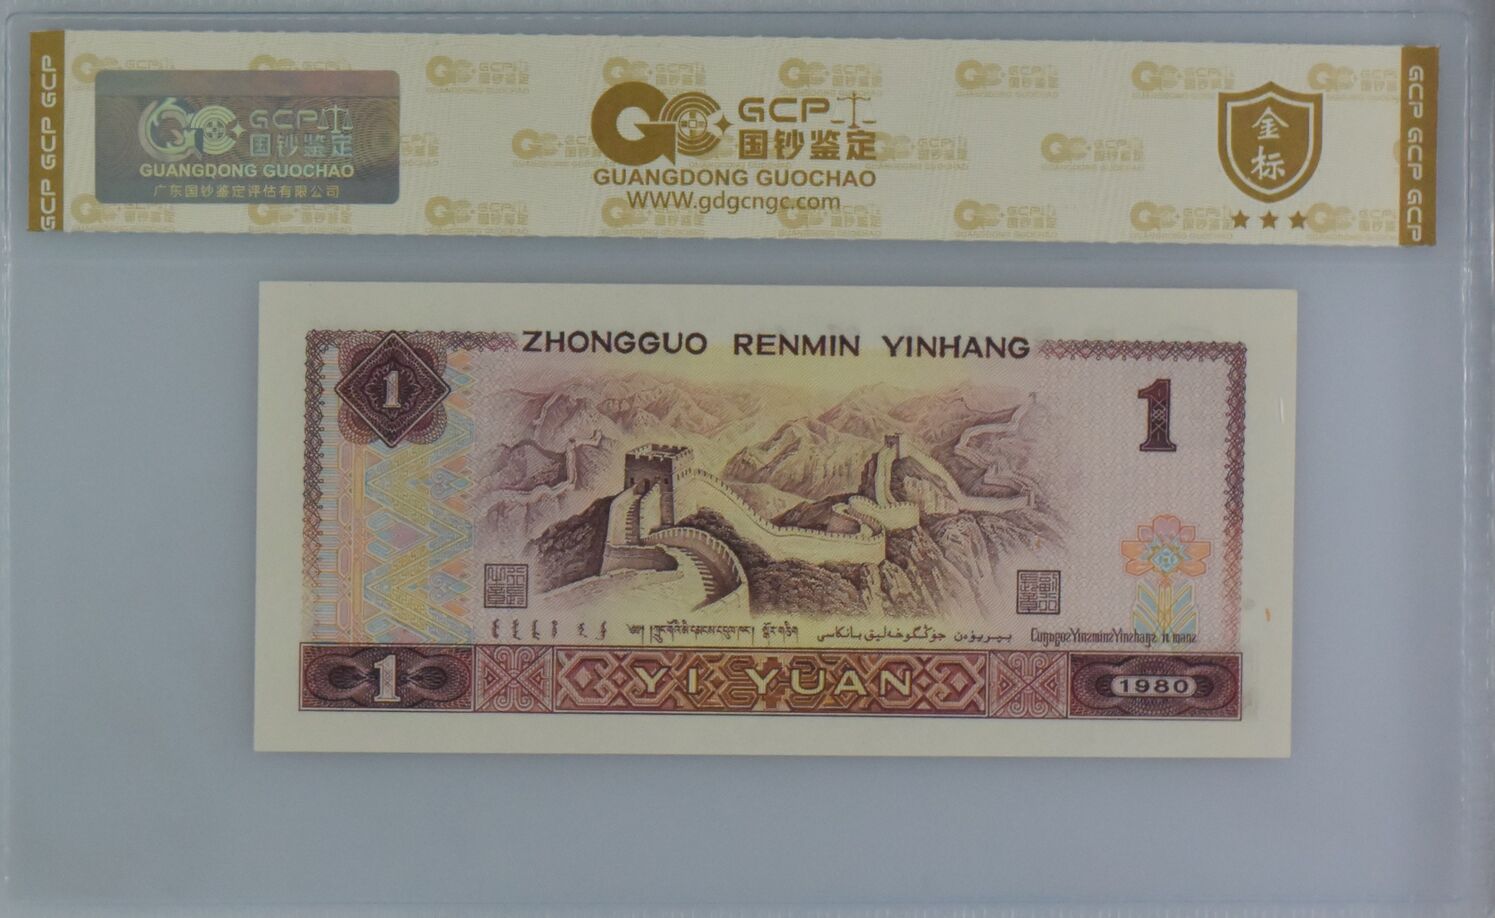 GCP GCP GCP
GCP
国钞鉴定
GUANGDONG GUOCHAO
广东国钞鉴定评估有限公司
GCP
国钞鉴定
GUANGDONG GUOCHAO
WWW.gdgcngc.com
金标
GCP GCP GCP
ZHONGGUO RENMIN YINHANG
1
1
1
YI YUAN
1980